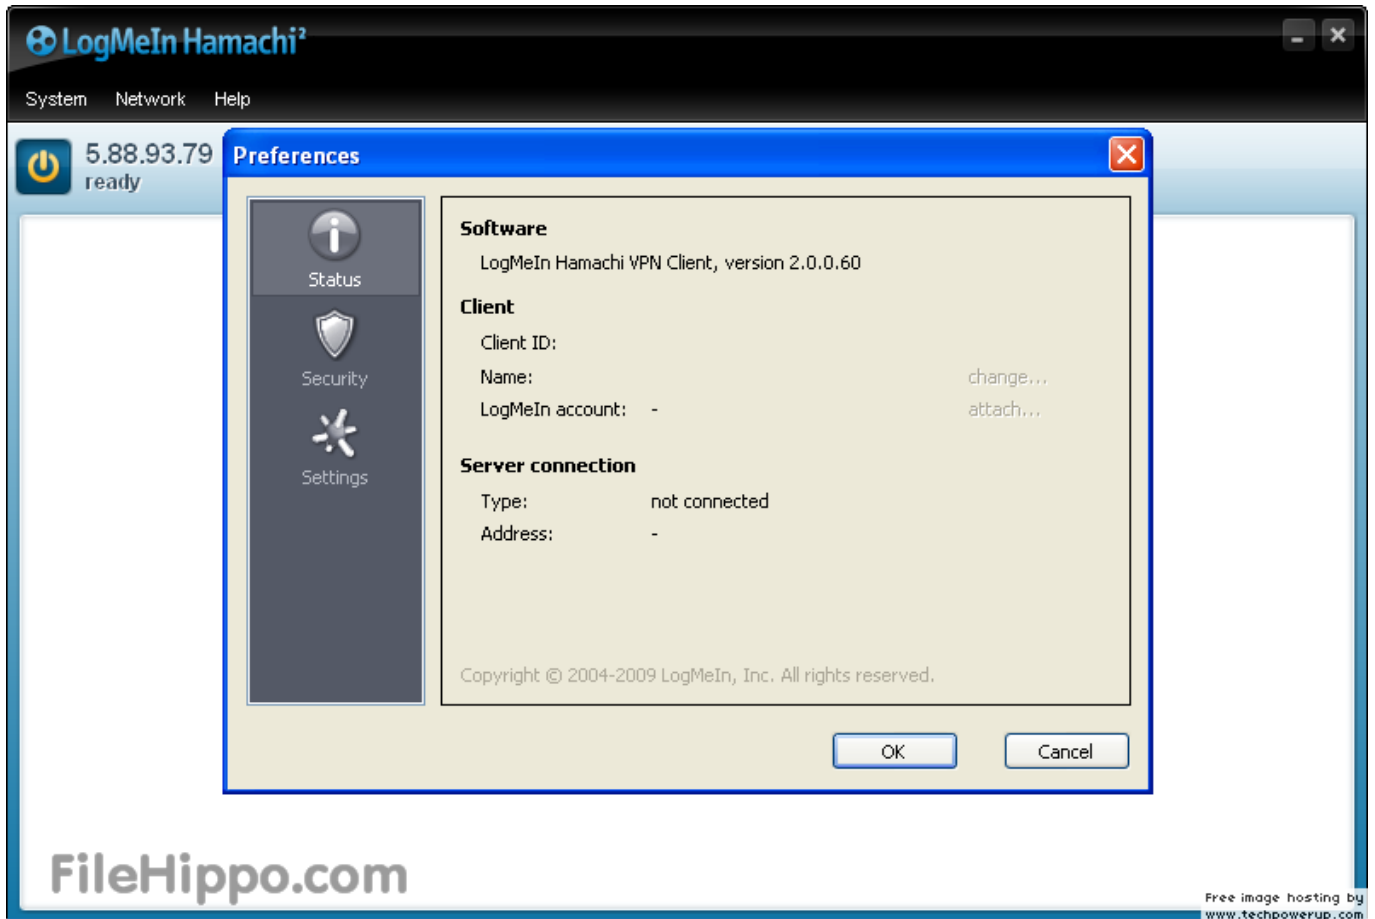 LogMeIn Hamachi²
System Network Help
5.88.93.79
ready
Preferences
Status
Security
Settings
Software
LogMeIn Hamachi VPN Client, version 2.0.0.60
Client
Client ID:
Name: change...
LogMeIn account: - attach...
Server connection
Type: not connected
Address: -
Copyright © 2004-2009 LogMeIn, Inc. All rights reserved.
OK Cancel
FileHippo.com
Free image hosting by
www.techpowerup.com